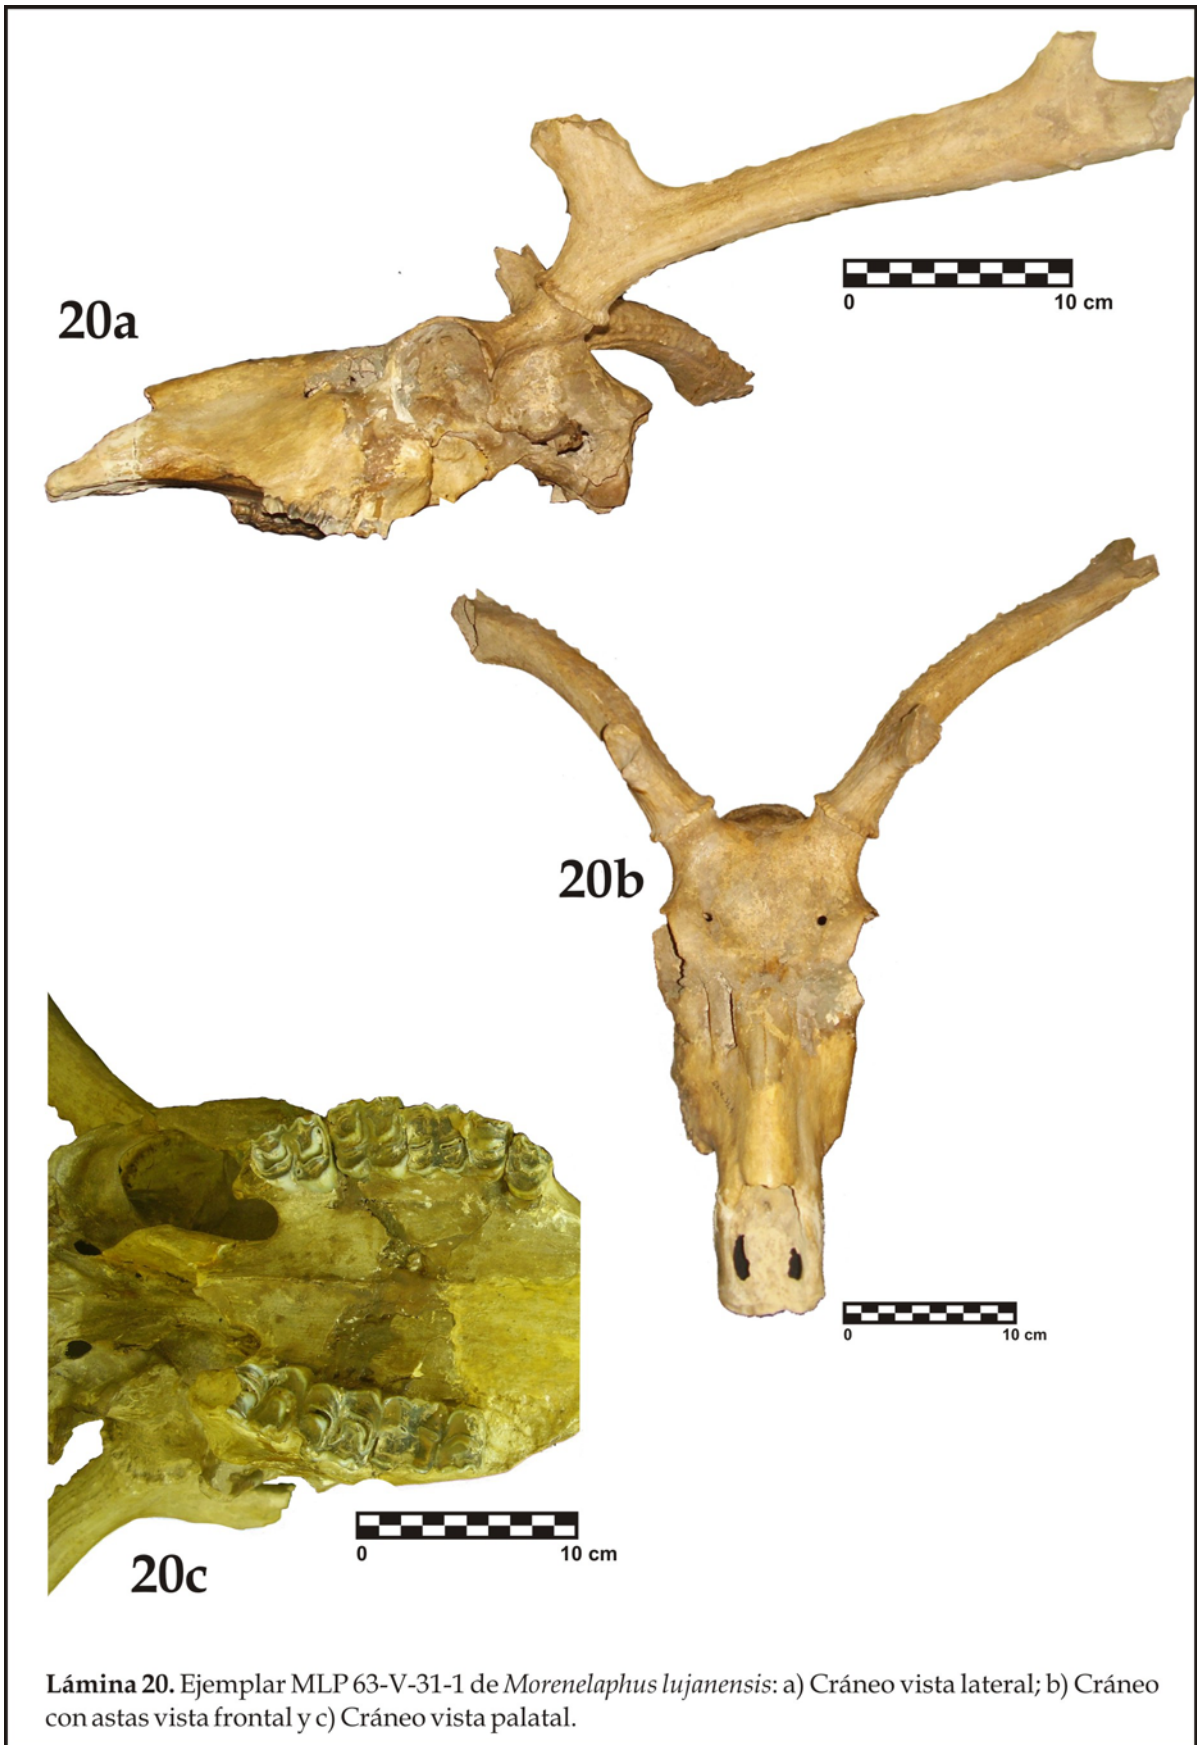 20a
0 10 cm
20b
0 10 cm
20c
0 10 cm
Lámina 20. Ejemplar MLP 63-V-31-1 de Morenelaphus lujanensis: a) Cráneo vista lateral; b) Cráneo
con astas vista frontal y c) Cráneo vista palatal.